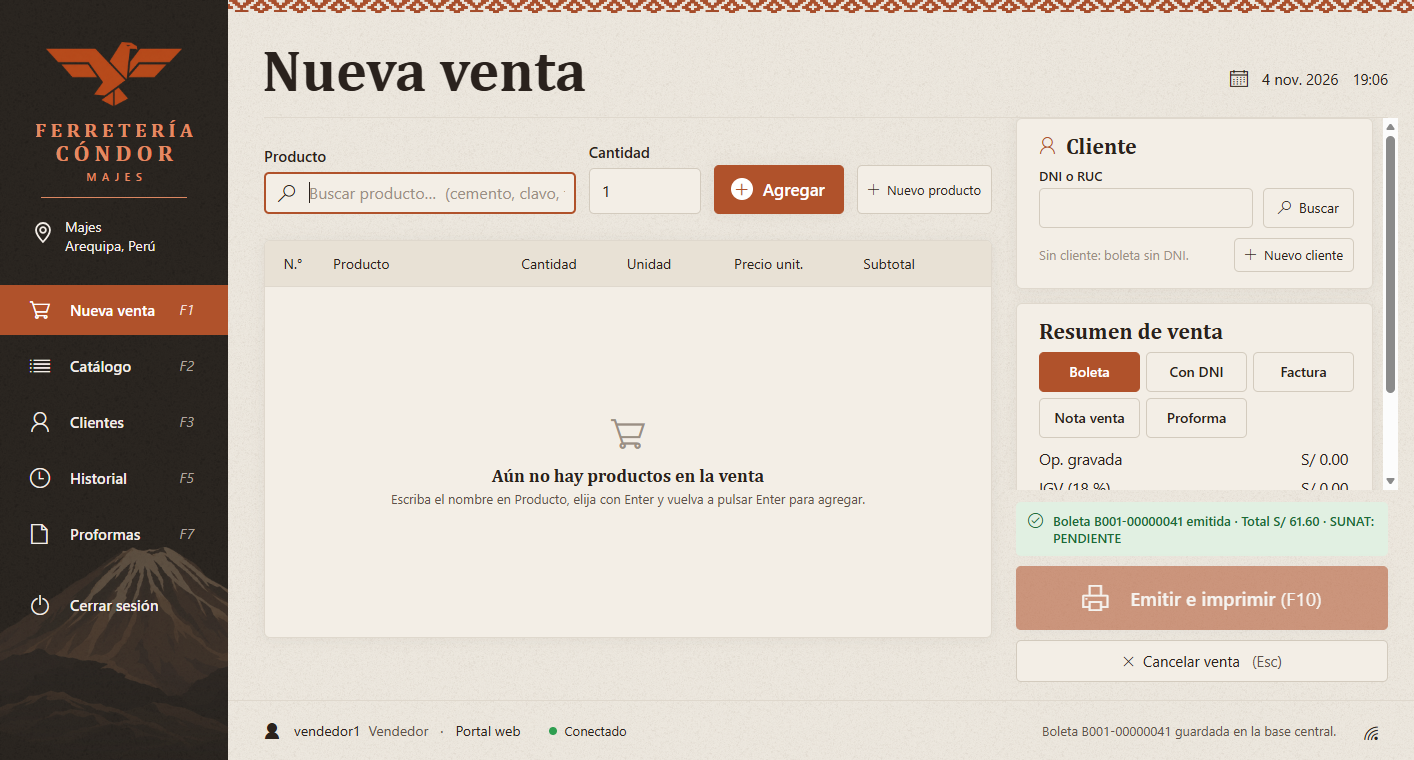 FERRETERÍA
CÓNDOR
MAJES
Majes
Arequipa, Perú
Nueva venta F1
Catálogo F2
Clientes F3
Historial F5
Proformas F7
Cerrar sesión
Nueva venta
4 nov. 2026 19:06
Producto
Buscar producto... (cemento, clavo,
Cantidad
1
Agregar
Nuevo producto
N.° Producto Cantidad Unidad Precio unit. Subtotal
Aún no hay productos en la venta
Escriba el nombre en Producto, elija con Enter y vuelva a pulsar Enter para agregar.
Cliente
DNI o RUC
Buscar
Sin cliente: boleta sin DNI.
Nuevo cliente
Resumen de venta
Boleta Con DNI Factura
Nota venta Proforma
Op. gravada S/ 0.00
IGV (18 %) S/ 0.00
Boleta B001-00000041 emitida · Total S/ 61.60 · SUNAT:
PENDIENTE
Emitir e imprimir (F10)
Cancelar venta (Esc)
vendedor1 Vendedor · Portal web Conectado
Boleta B001-00000041 guardada en la base central.